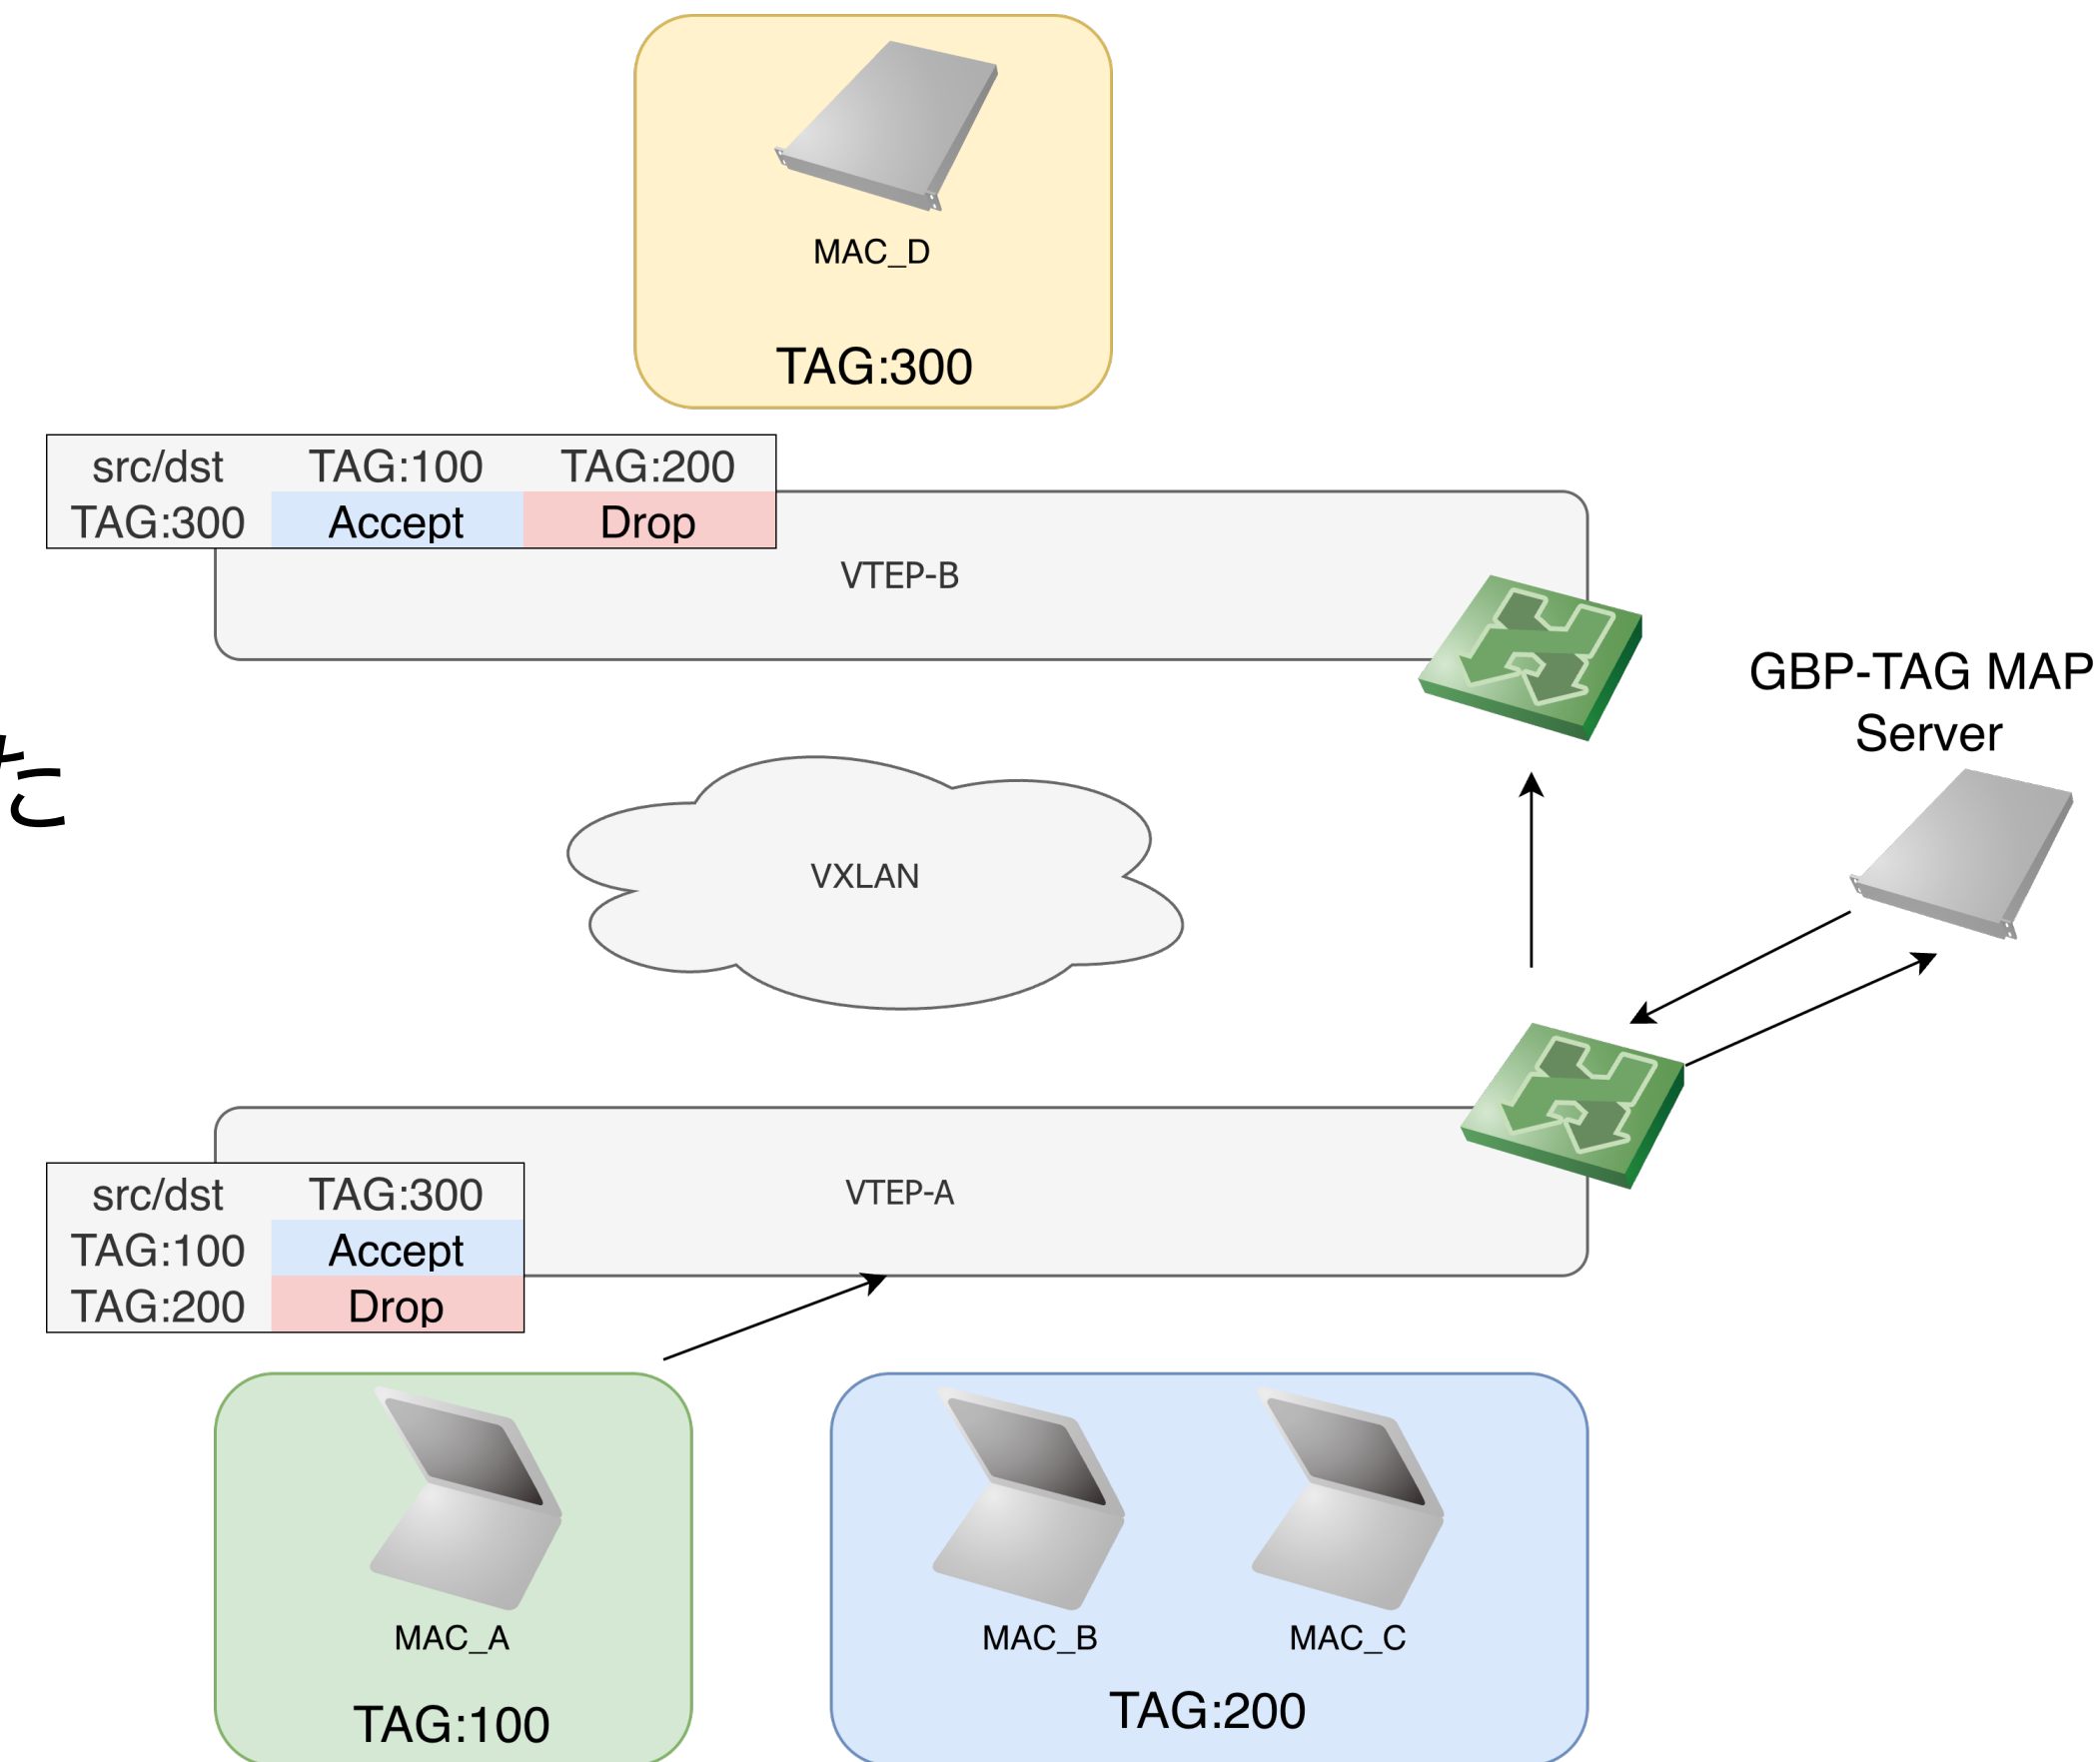 MAC_D
TAG:300
src/dst TAG:100 TAG:200
TAG:300 Accept Drop
VTEP-B
GBP-TAG MAP
Server
こ
VXLAN
VTEP-A
src/dst TAG:300
TAG:100 Accept
TAG:200 Drop
MAC_A
MAC_B
MAC_C
TAG:100
TAG:200